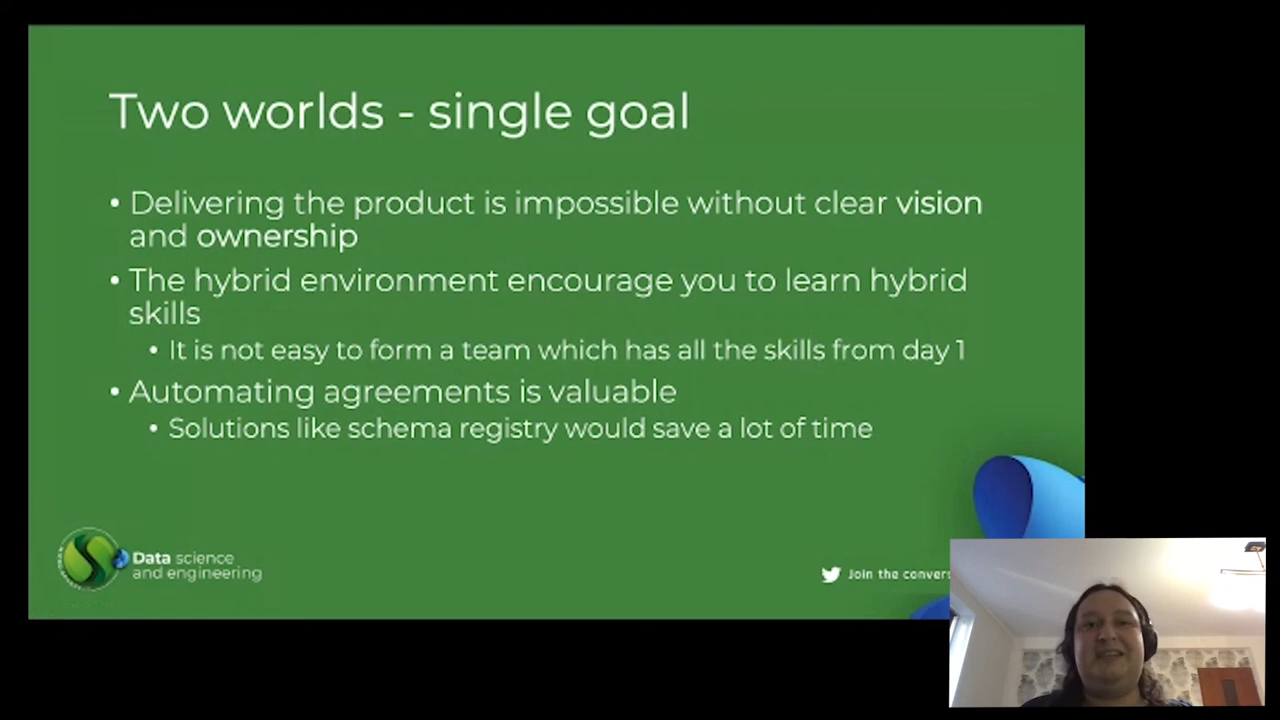 Two worlds - single goal
• Delivering the product is impossible without clear vision
and ownership
• The hybrid environment encourage you to learn hybrid
skills
• It is not easy to form a team which has all the skills from day 1
• Automating agreements is valuable
• Solutions like schema registry would save a lot of time
Data science
and engineering
Join the